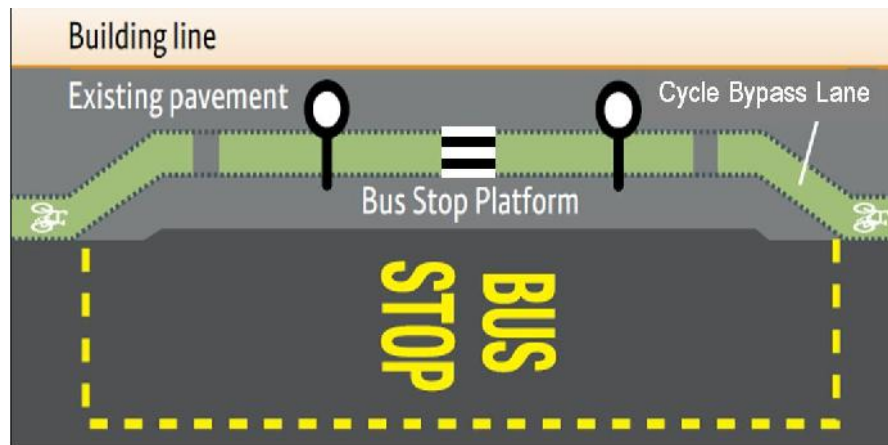 Building line
Existing pavement
Cycle Bypass Lane
Bus Stop Platform
BUS
STOP